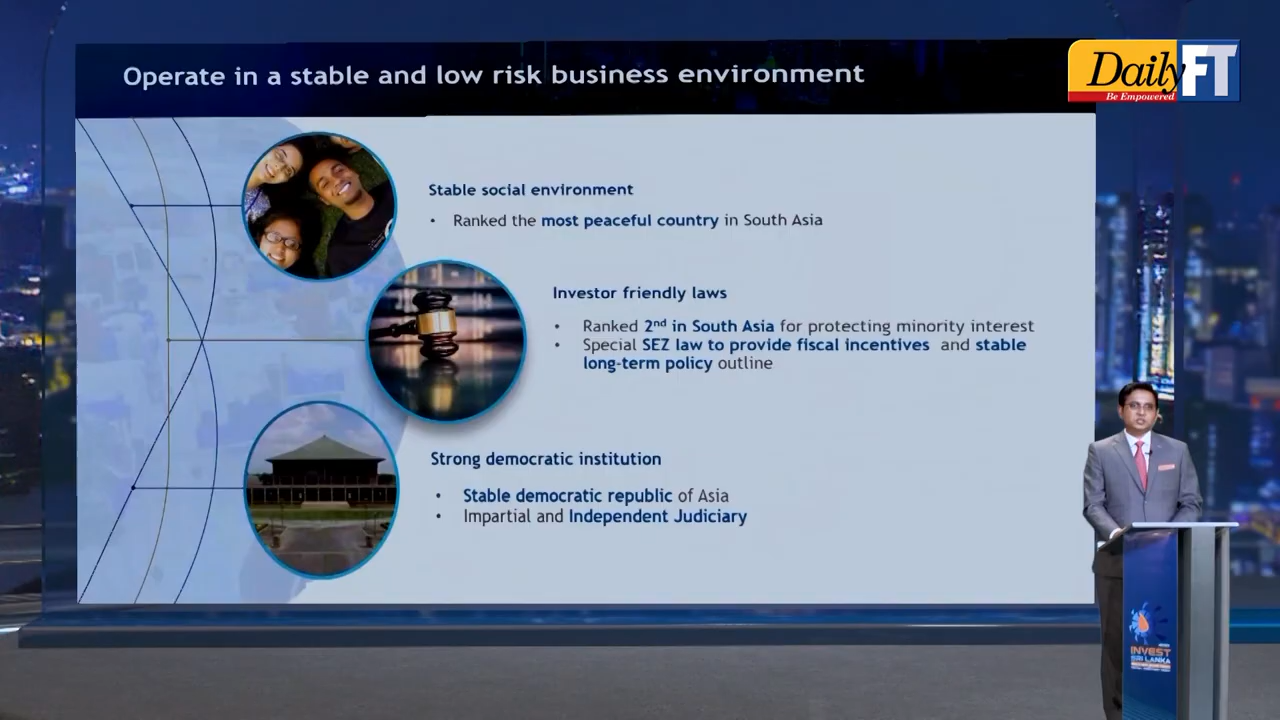 Operate in a stable and low risk business environment
Daily FT
Be Empowered
Stable social environment
• Ranked the most peaceful country in South Asia
Investor friendly laws
• Ranked 2nd in South Asia for protecting minority interest
• Special SEZ law to provide fiscal incentives and stable
long-term policy outline
Strong democratic institution
• Stable democratic republic of Asia
• Impartial and Independent Judiciary
INVEST
SRI LANKA